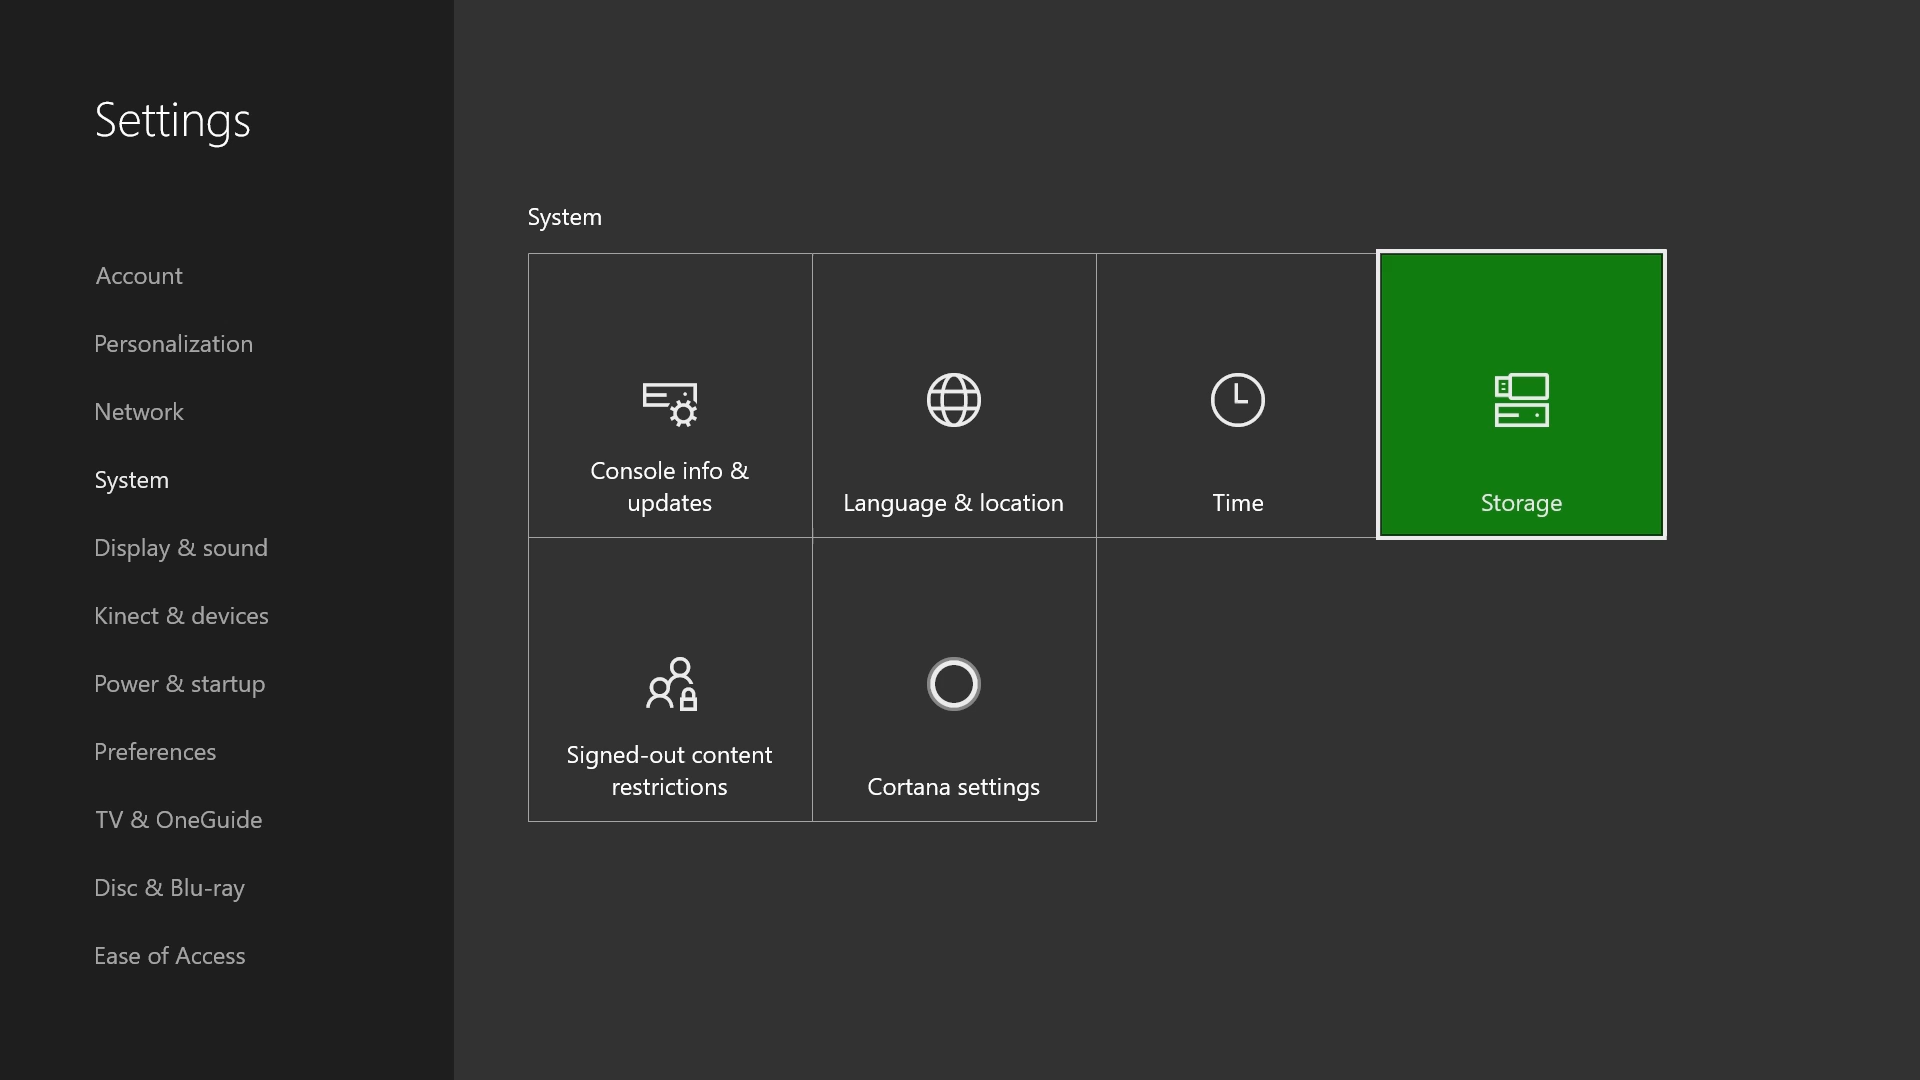 Settings
Account
Personalization
Network
System
Display & sound
Kinect & devices
Power & startup
Preferences
TV & OneGuide
Disc & Blu-ray
Ease of Access
System
Console info &
updates
Language & location
Time
Storage
Signed-out content
restrictions
Cortana settings